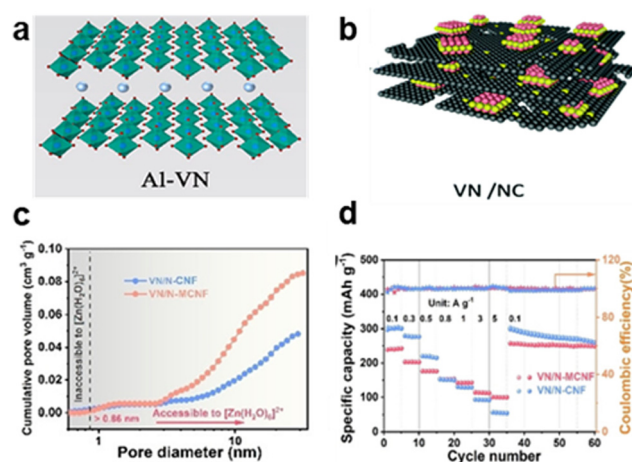 a
Al-VN
b
VN /NC
c
Cumulative pore volume (cm³ g⁻¹)
0.10
0.08
0.06
0.04
0.02
0.00
VN/N-CNF
VN/N-MCNF
Inaccessible to [Zn(H₂O)₆]²⁺
> 0.86 nm
Accessible to [Zn(H₂O)₆]²⁺
1
10
Pore diameter (nm)
d
Specific capacity (mAh g⁻¹)
500
400
300
200
100
0
Unit: A g⁻¹
0.1 0.3 0.5 0.8 1 3 5 0.1
VN/N-MCNF
VN/N-CNF
0 10 20 30 40 50 60
Cycle number
120
90
60
30
0
Coulombic efficiency(%)